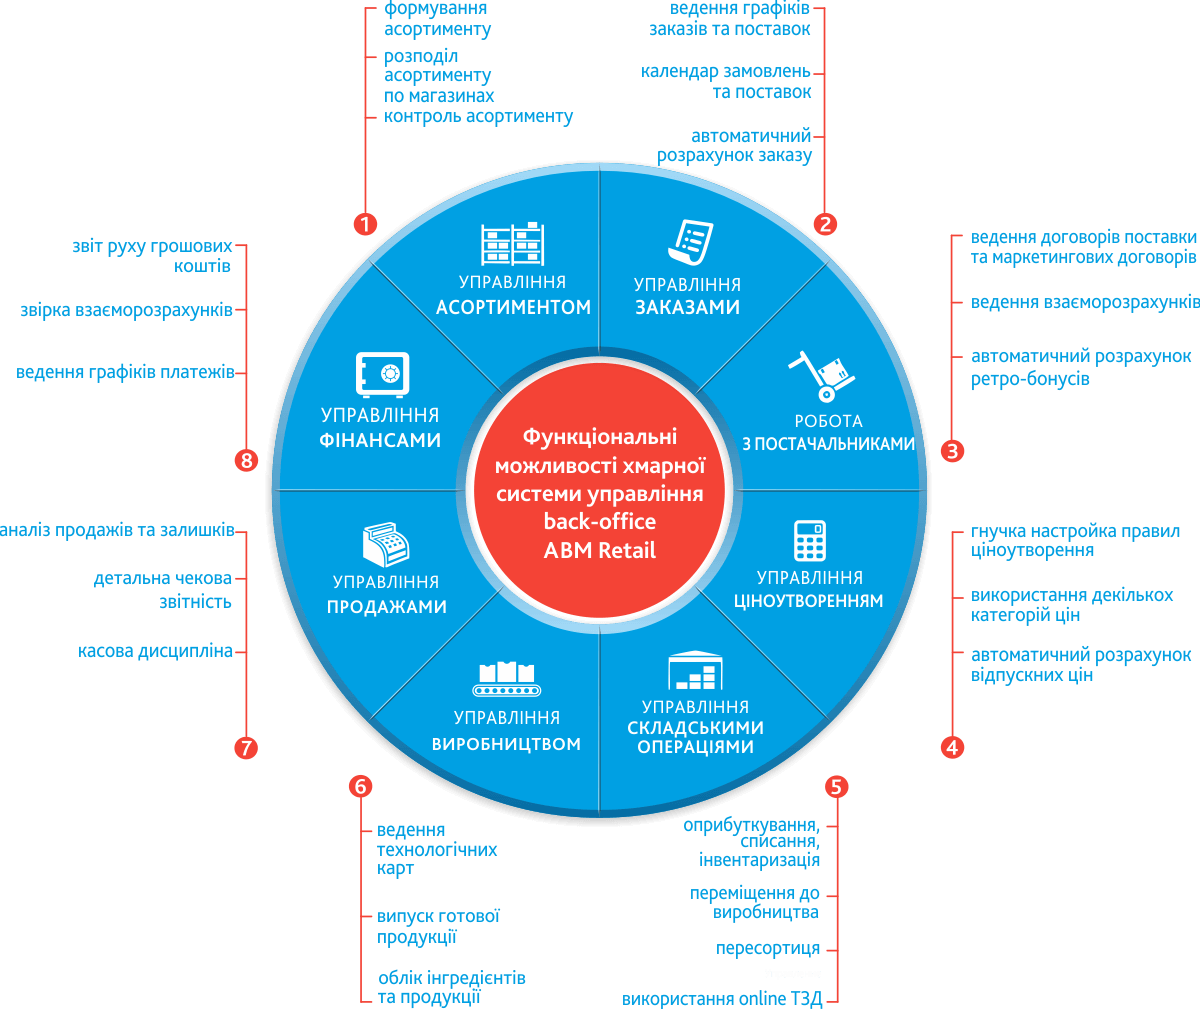 Функціональні
можливості хмарної
системи управління
back-office
ABM Retail
1
УПРАВЛІННЯ
АСОРТИМЕНТОМ
формування
асортименту
розподіл
асортименту
по магазинах
контроль асортименту
2
УПРАВЛІННЯ
ЗАКАЗАМИ
ведення графіків
заказів та поставок
календар замовлень
та поставок
автоматичний
розрахунок заказу
3
РОБОТА
З ПОСТАЧАЛЬНИКАМИ
ведення договорів поставки
та маркетингових договорів
ведення взаєморозрахунків
автоматичний розрахунок
ретро-бонусів
4
УПРАВЛІННЯ
ЦІНОУТВОРЕННЯМ
гнучка настройка правил
ціноутворення
використання декількох
категорій цін
автоматичний розрахунок
відпускних цін
5
УПРАВЛІННЯ
СКЛАДСЬКИМИ
ОПЕРАЦІЯМИ
оприбуткування,
списання,
інвентаризація
переміщення до
виробництва
пересортиця
використання online ТЗД
6
УПРАВЛІННЯ
ВИРОБНИЦТВОМ
ведення
технологічних
карт
випуск готової
продукції
облік інгредієнтів
та продукції
7
УПРАВЛІННЯ
ПРОДАЖАМИ
аналіз продажів та залишків
детальна чекова
звітність
касова дисципліна
8
УПРАВЛІННЯ
ФІНАНСАМИ
звіт руху грошових
коштів
звірка взаєморозрахунків
ведення графіків платежів